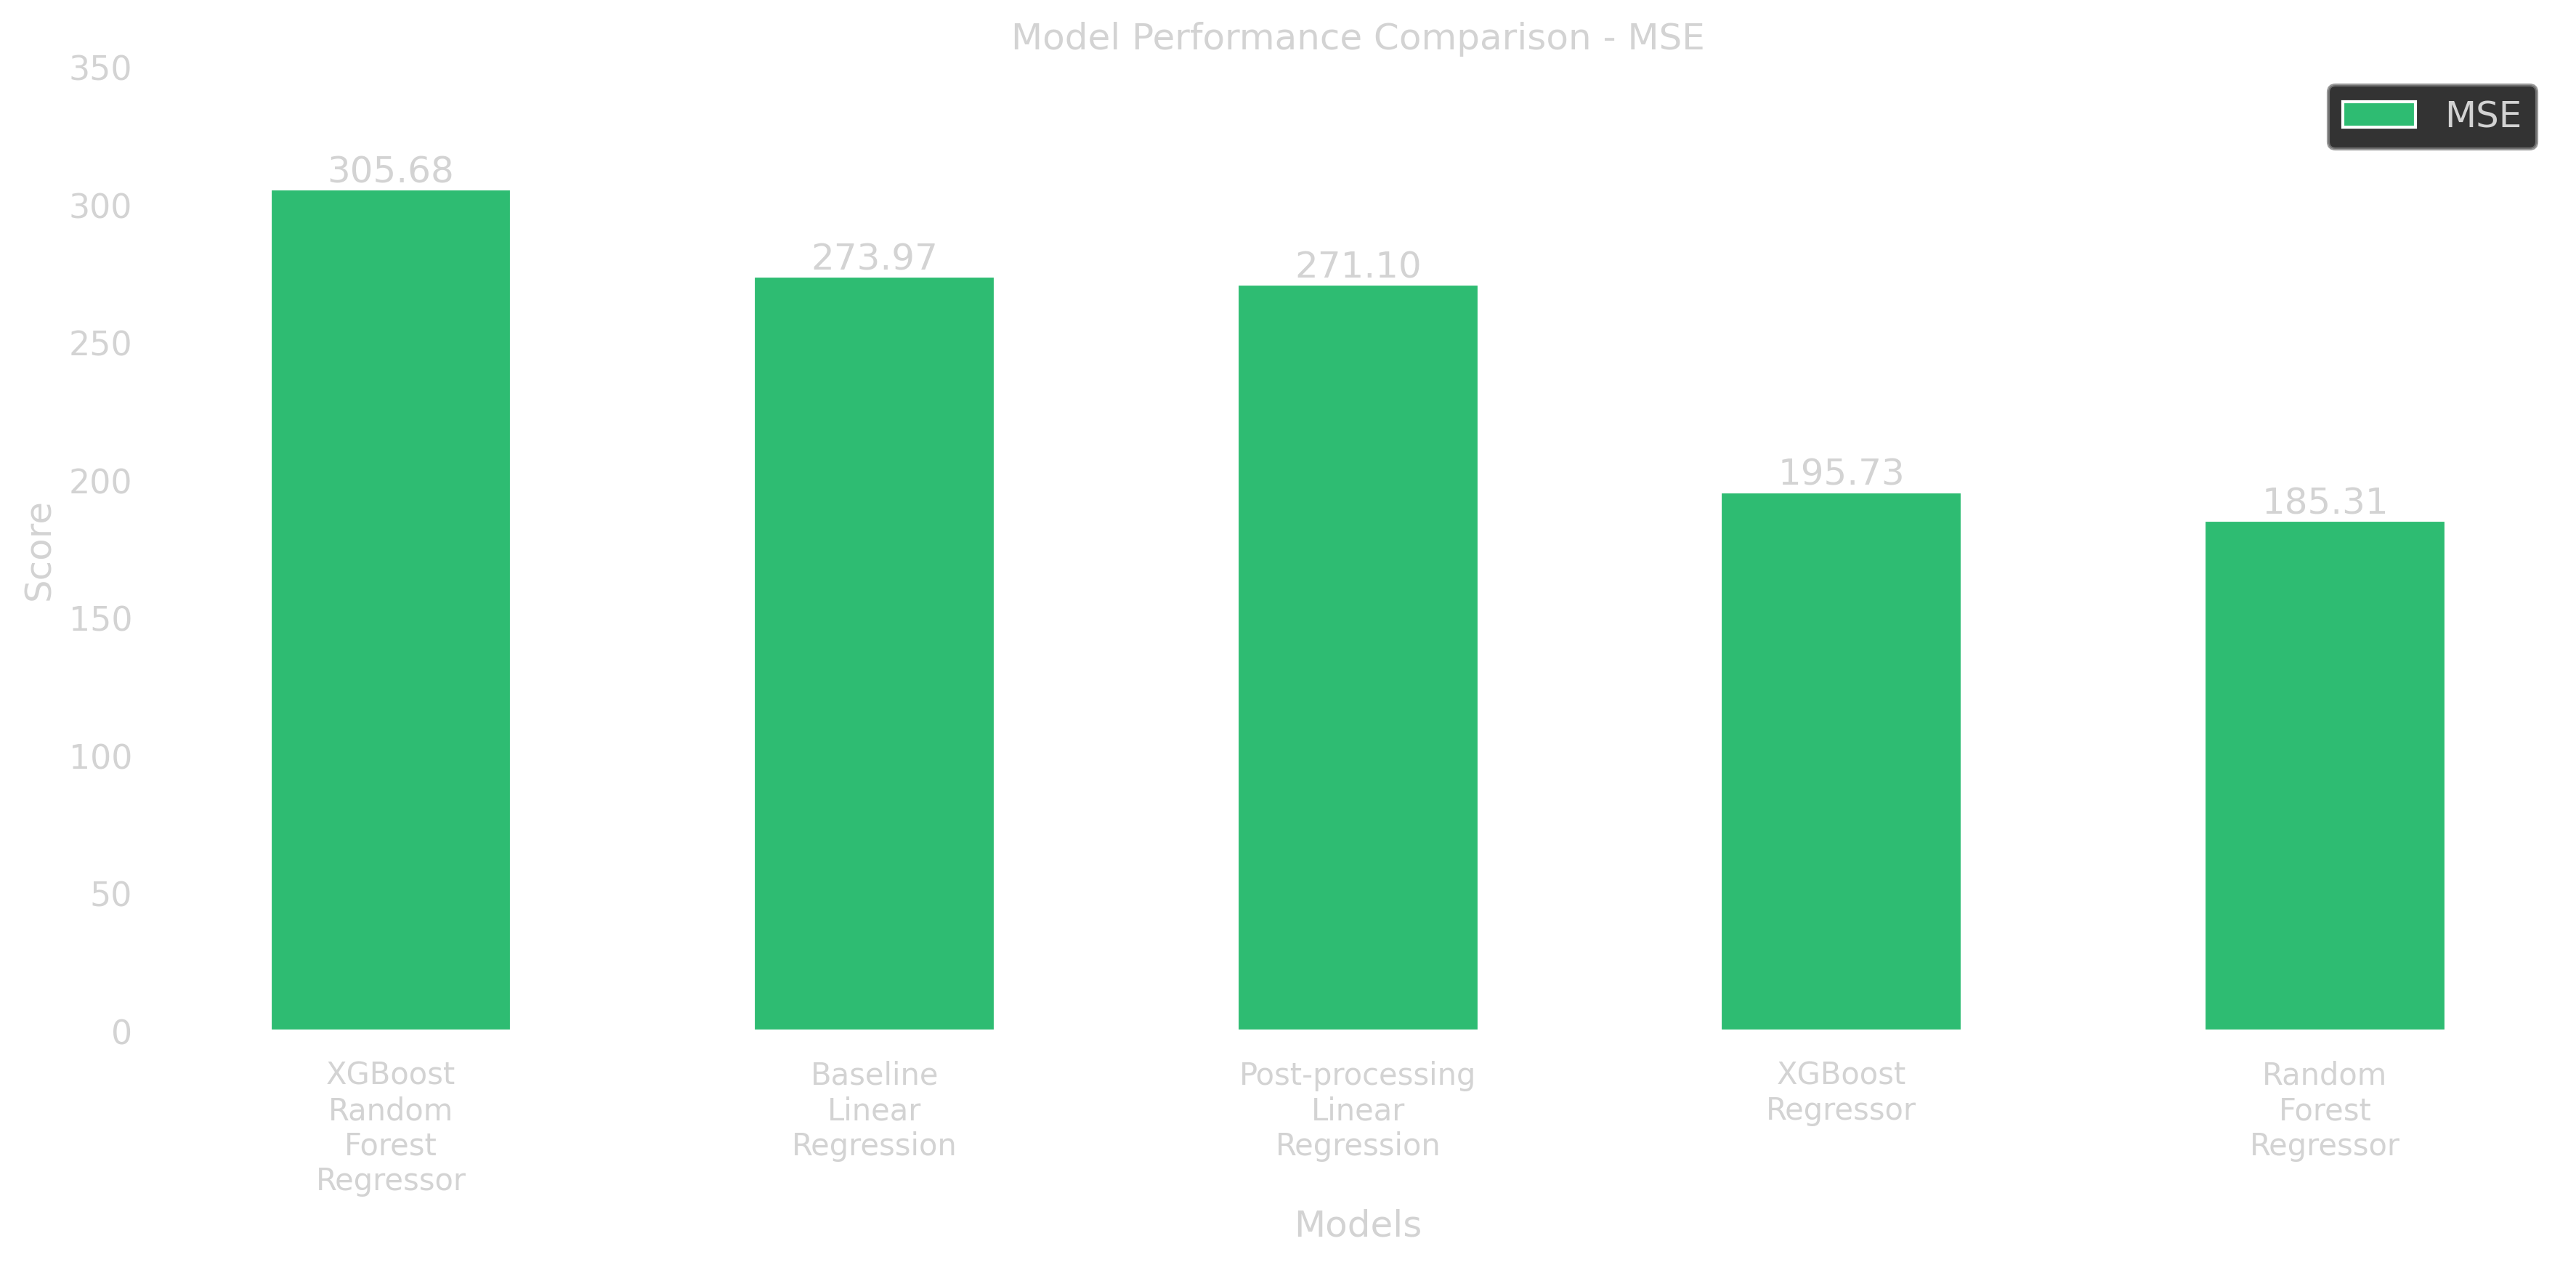 Model Performance Comparison - MSE
MSE
Score
350
300
250
200
150
100
50
0
305.68
273.97
271.10
195.73
185.31
XGBoost
Random
Forest
Regressor
Baseline
Linear
Regression
Post-processing
Linear
Regression
XGBoost
Regressor
Random
Forest
Regressor
Models